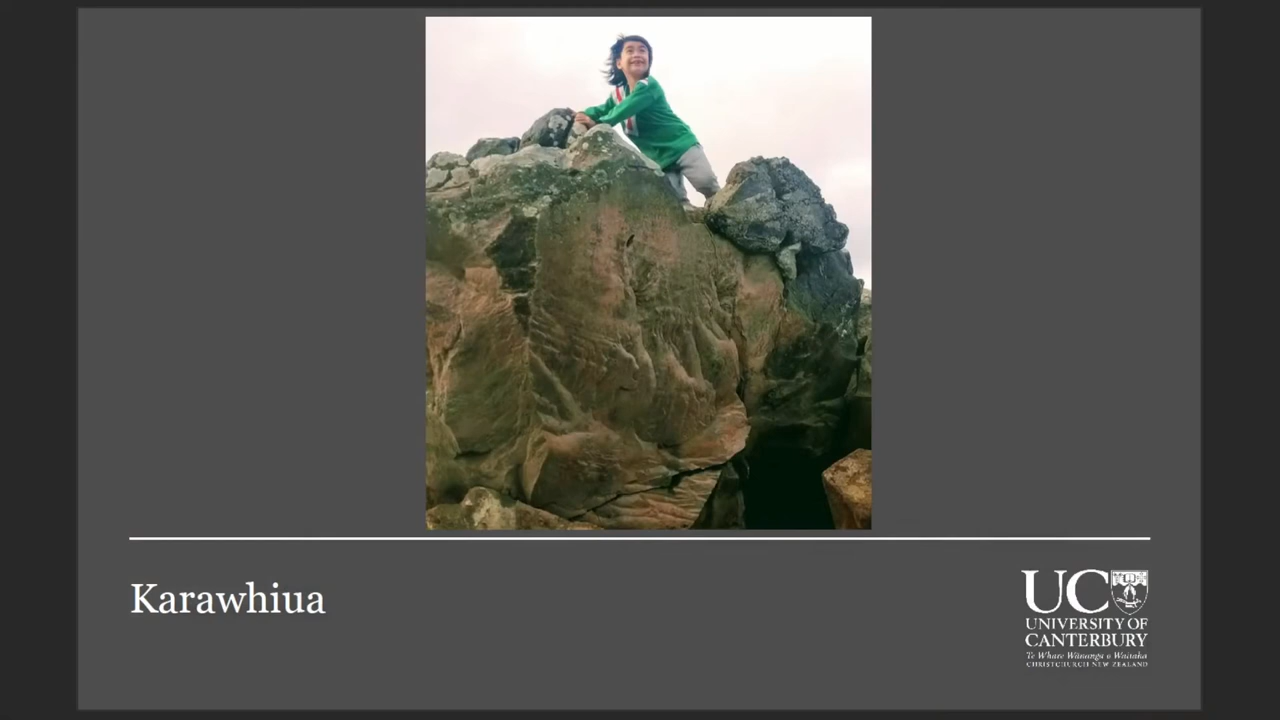 Karawhiua
UC
UNIVERSITY OF
CANTERBURY
Te Whare Wānanga o Waitaha
CHRISTCHURCH NEW ZEALAND